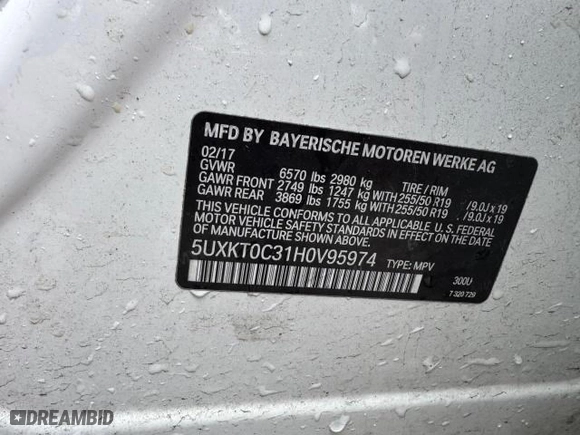 MFD BY BAYERISCHE MOTOREN WERKE AG
02/17
GVWR 6570 lbs 2980 kg TIRE / RIM
GAWR FRONT 2749 lbs 1247 kg WITH 255/50 R19 /9.0J x 19
GAWR REAR 3869 lbs 1755 kg WITH 255/50 R19 /9.0J x 19
THIS VEHICLE CONFORMS TO ALL APPLICABLE U. S. FEDERAL
MOTOR VEHICLE SAFETY STANDARDS IN EFFECT ON THE DATE
OF MANUFACTURE SHOWN ABOVE.
5UXKT0C31H0V95974 TYPE: MPV
300U
7 320 729
DREAMBID